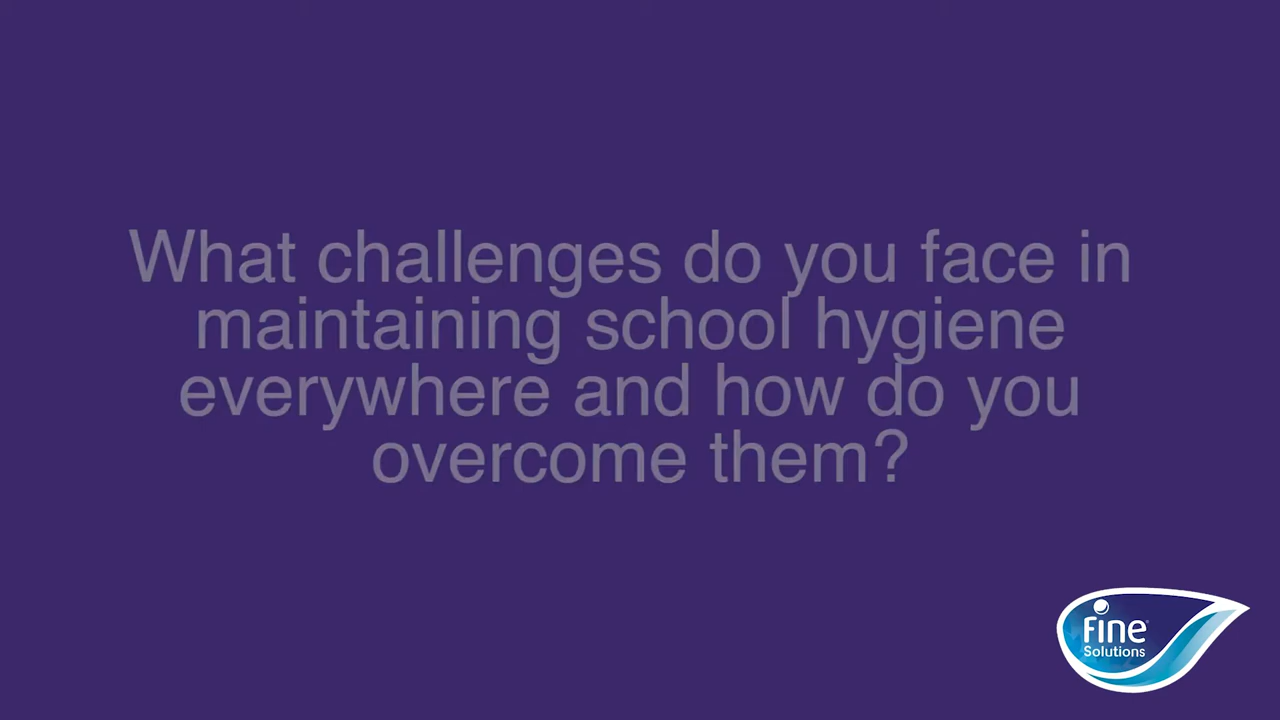 What challenges do you face in
maintaining school hygiene
everywhere and how do you
overcome them?
fine
Solutions